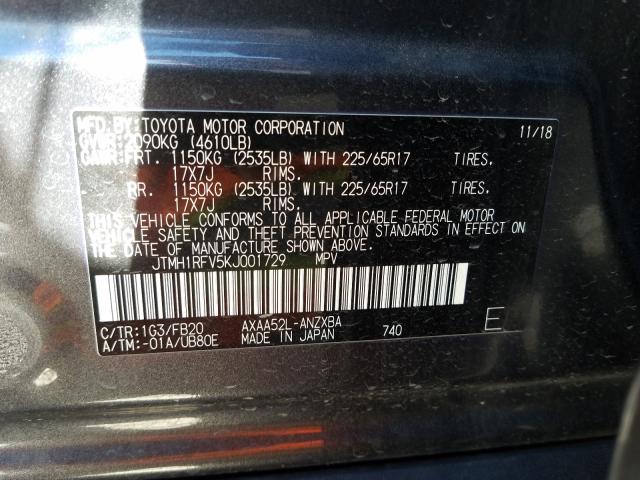 MFD.BY:TOYOTA MOTOR CORPORATION 11/18
GVWR:2090KG (4610LB)
GAWR:FRT. 1150KG (2535LB) WITH 225/65R17 TIRES.
17X7J RIMS.
RR. 1150KG (2535LB) WITH 225/65R17 TIRES.
17X7J RIMS.
THIS VEHICLE CONFORMS TO ALL APPLICABLE FEDERAL MOTOR
VEHICLE SAFETY AND THEFT PREVENTION STANDARDS IN EFFECT ON
THE DATE OF MANUFACTURE SHOWN ABOVE.
JTMH1RFV5KJ001729 MPV
C/TR:1G3/FB20 AXAA52L-ANZXBA 740 E
A/TM:-01A/UB80E MADE IN JAPAN